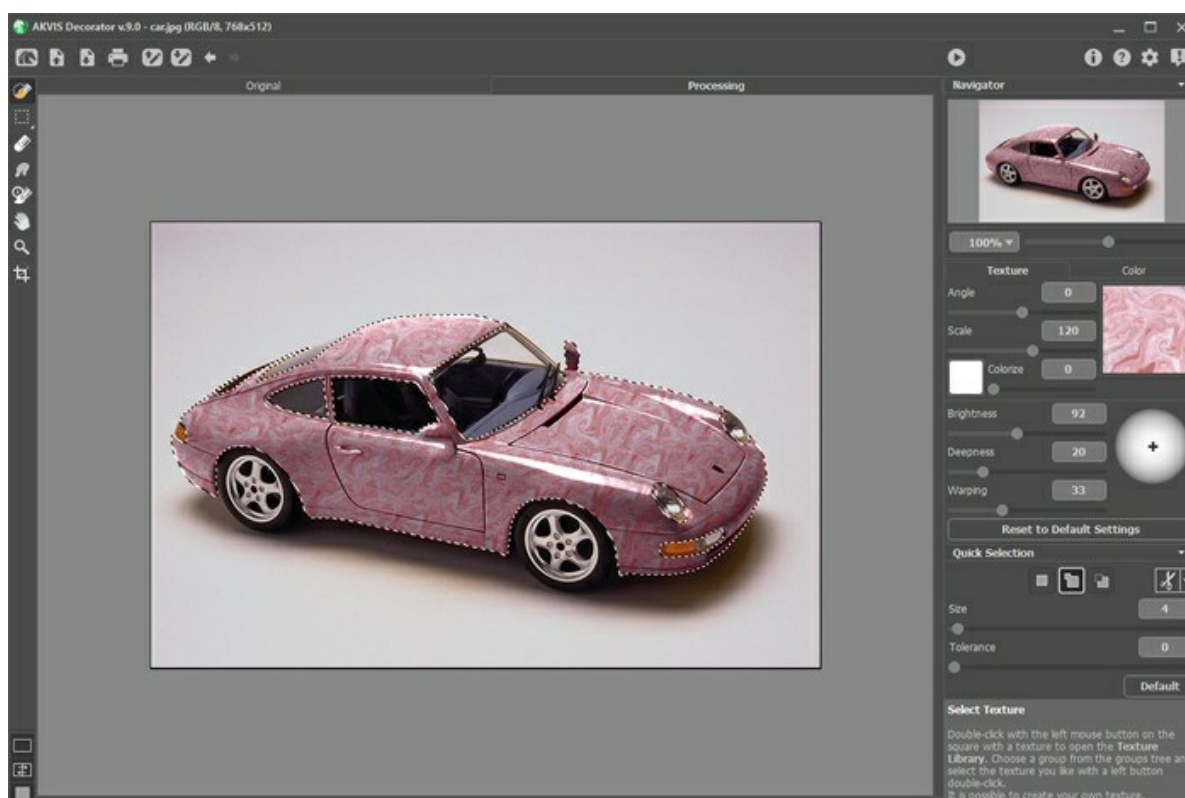 AKVIS Decorator v.9.0 - car.jpg (RGB/8, 768x512)
Original
Processing
Navigator
100%
Texture
Color
Angle
0
Scale
120
Colorize
0
Brightness
92
Deepness
20
Warping
33
Reset to Default Settings
Quick Selection
Size
4
Tolerance
0
Default
Select Texture
Double-click with the left mouse button on the
square with a texture to open the Texture
Library. Choose a group from the groups tree an
select the texture you like with a left button
double-click.
It is possible to create your own texture.